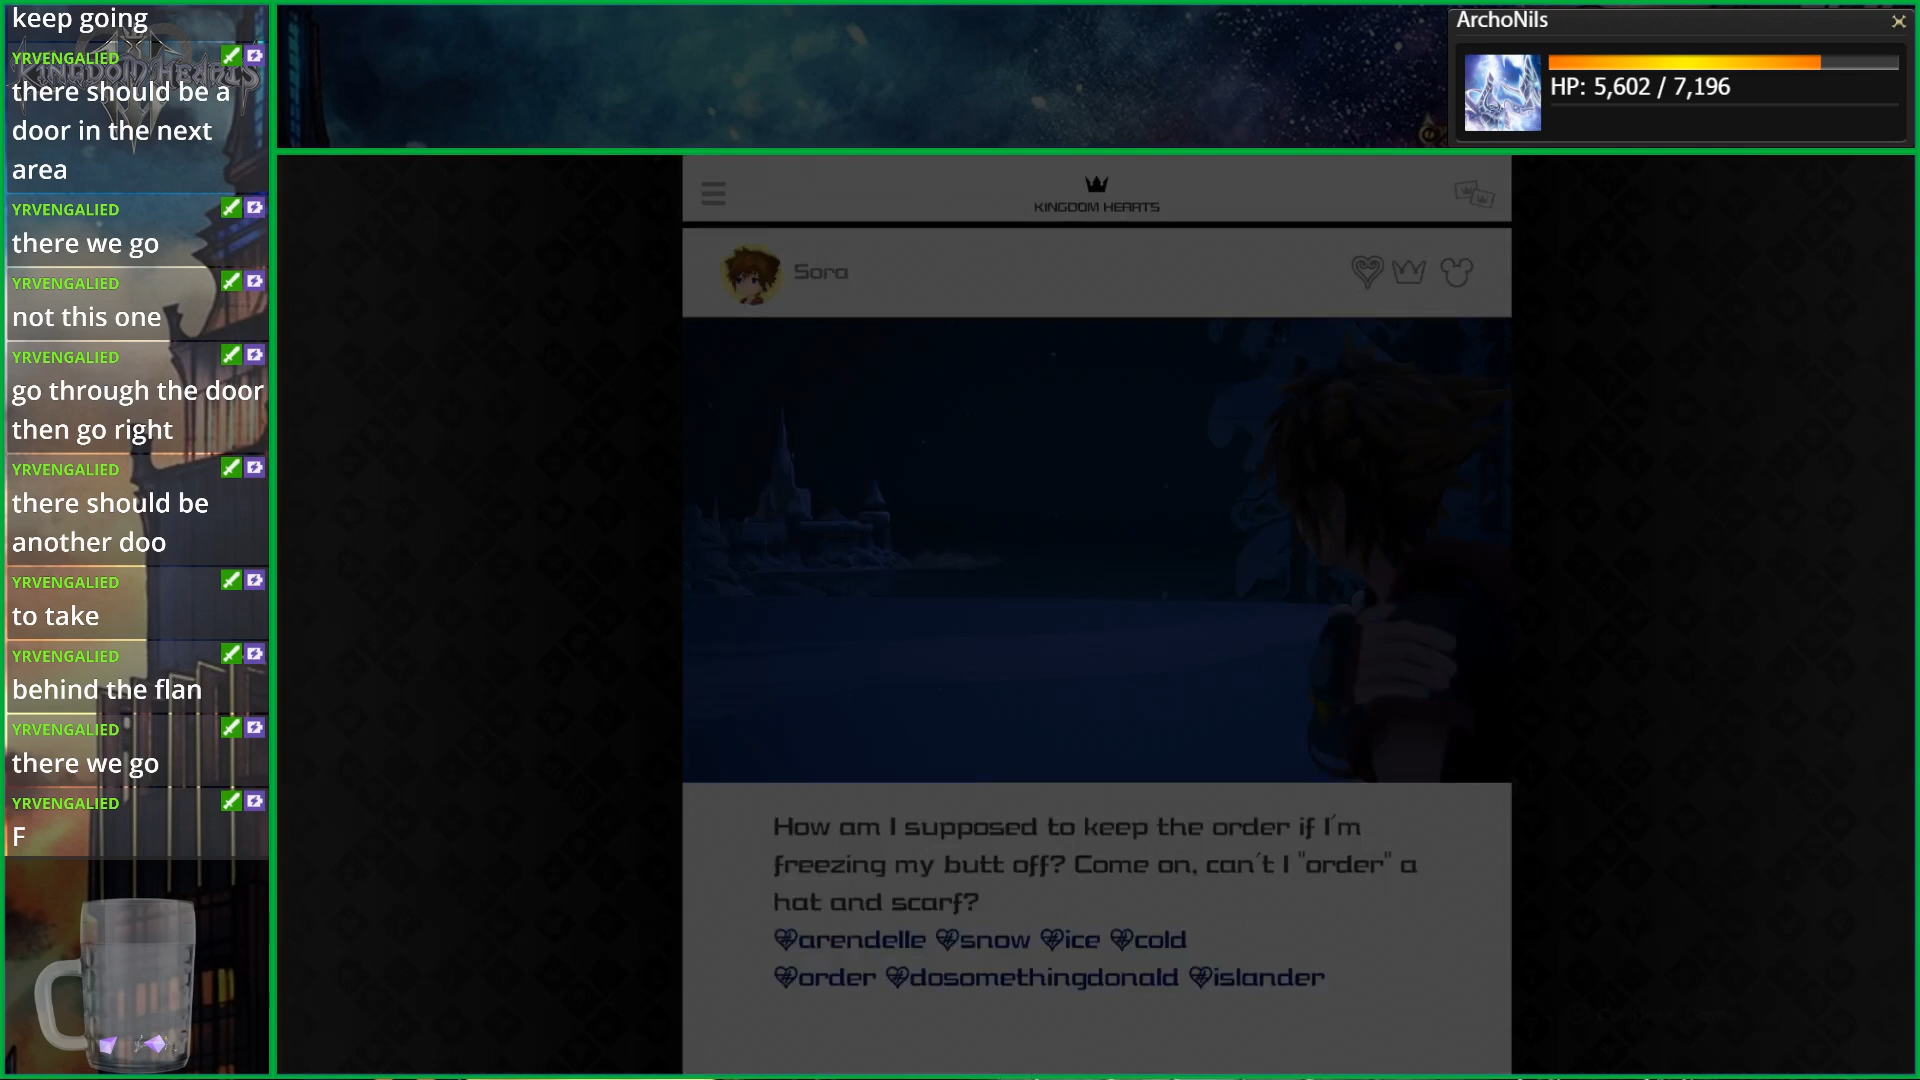 keep going
KINGDOM HEARTS
YRVENGALIED
there should be a
door in the next
area
YRVENGALIED
there we go
YRVENGALIED
not this one
YRVENGALIED
go through the door
then go right
YRVENGALIED
there should be
another doo
YRVENGALIED
to take
YRVENGALIED
behind the flan
YRVENGALIED
there we go
YRVENGALIED
F
ArchoNils
HP: 5,602 / 7,196
KINGDOM HEARTS
Sora
How am I supposed to keep the order if I'm
freezing my butt off? Come on, can't I "order" a
hat and scarf?
arendelle snow ice cold
order dosomethingdonald islander